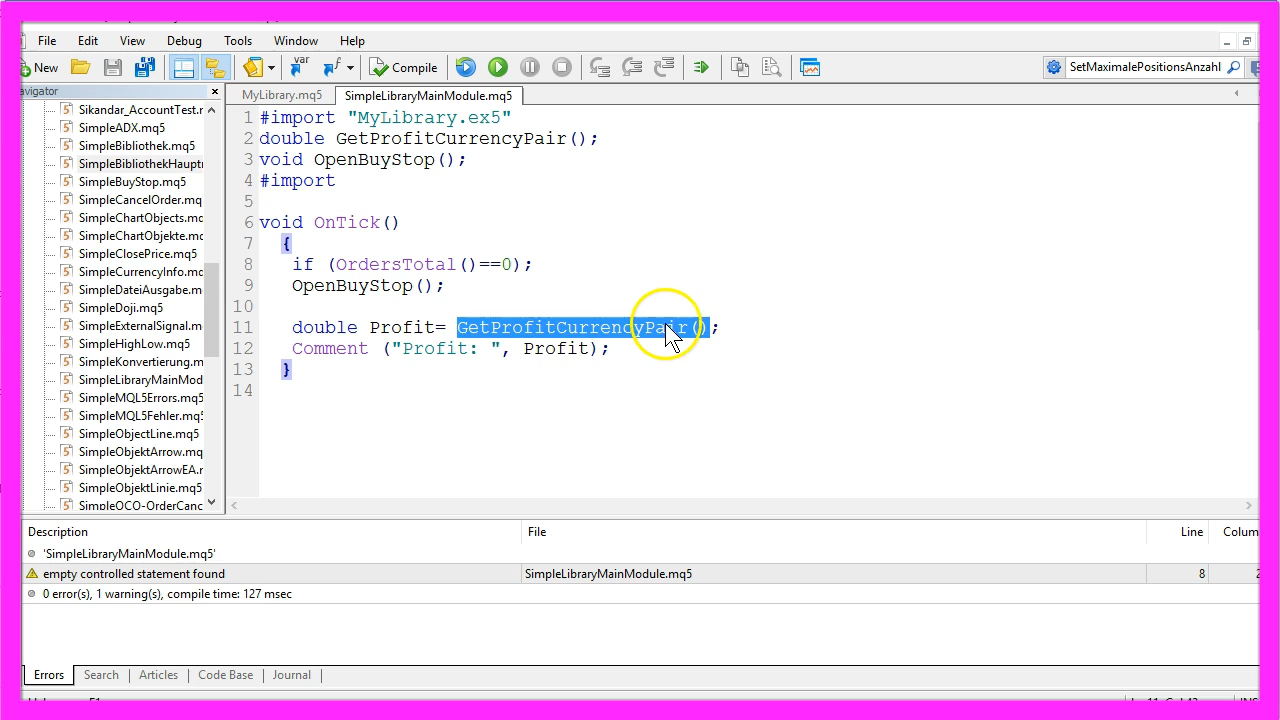 File Edit View Debug Tools Window Help
New Compile SetMaximalePositionsAnzahl
avigator
MyLibrary.mq5 SimpleLibraryMainModule.mq5
Sikandar_AccountTest.r
SimpleADX.mq5
SimpleBibliothek.mq5
SimpleBibliothekHauptr
SimpleBuyStop.mq5
SimpleCancelOrder.mq
SimpleChartObjects.mc
SimpleChartObjekte.mc
SimpleClosePrice.mq5
SimpleCurrencyInfo.mc
SimpleDateiAusgabe.mc
SimpleDoji.mq5
SimpleExternalSignal.m
SimpleHighLow.mq5
SimpleKonvertierung.m
SimpleLibraryMainMod
SimpleMQL5Errors.mq5
SimpleMQL5Fehler.mq5
SimpleObjectLine.mq5
SimpleObjektArrow.mq
SimpleObjektArrowEA.r
SimpleObjektLinie.mq5
SimpleOCO-OrderCanc
1 #import "MyLibrary.ex5"
2 double GetProfitCurrencyPair();
3 void OpenBuyStop();
4 #import
5
6 void OnTick()
7 {
8 if (OrdersTotal()==0);
9 OpenBuyStop();
10
11 double Profit= GetProfitCurrencyPair();
12 Comment ("Profit: ", Profit);
13 }
14
Description File Line Colum
'SimpleLibraryMainModule.mq5'
empty controlled statement found SimpleLibraryMainModule.mq5 8 2
0 error(s), 1 warning(s), compile time: 127 msec
Errors Search Articles Code Base Journal